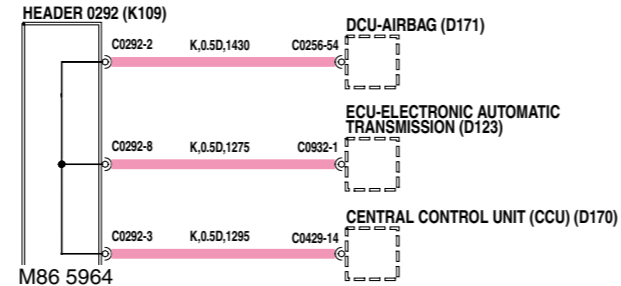 HEADER 0292 (K109)
DCU-AIRBAG (D171)
C0292-2 K,0.5D,1430 C0256-54
ECU-ELECTRONIC AUTOMATIC
TRANSMISSION (D123)
C0292-8 K,0.5D,1275 C0932-1
CENTRAL CONTROL UNIT (CCU) (D170)
C0292-3 K,0.5D,1295 C0429-14
M86 5964